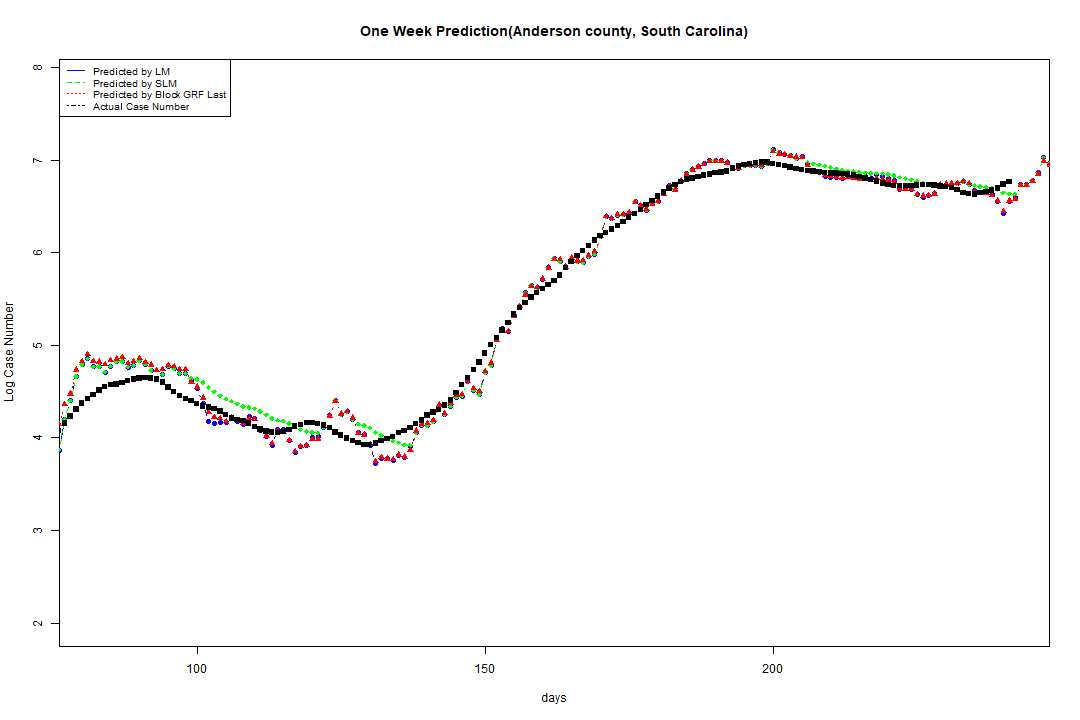 One Week Prediction(Anderson county, South Carolina)
Predicted by LM
Predicted by SLM
Predicted by Block GRF Last
Actual Case Number
8
7
6
5
4
3
2
Log Case Number
100 150 200
days